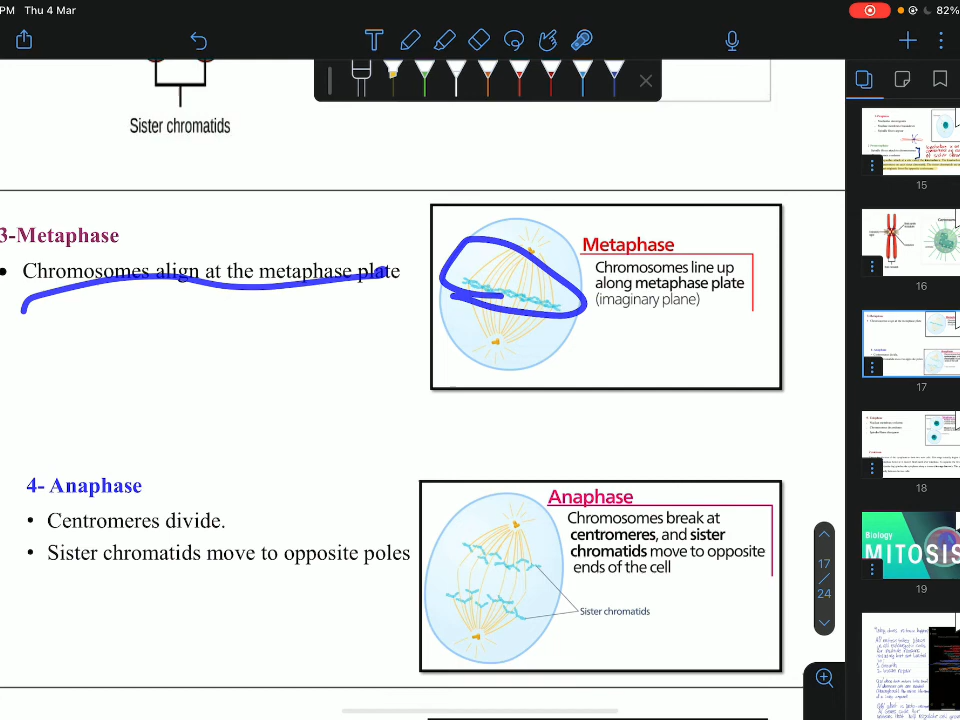 PM Thu 4 Mar
82%
Sister chromatids
3-Metaphase
• Chromosomes align at the metaphase plate
Metaphase
Chromosomes line up
along metaphase plate
(imaginary plane)
4- Anaphase
• Centromeres divide.
• Sister chromatids move to opposite poles
Anaphase
Chromosomes break at
centromeres, and sister
chromatids move to opposite
ends of the cell
Sister chromatids
17
/
24
15
16
17
18
Biology
MITOSIS
19